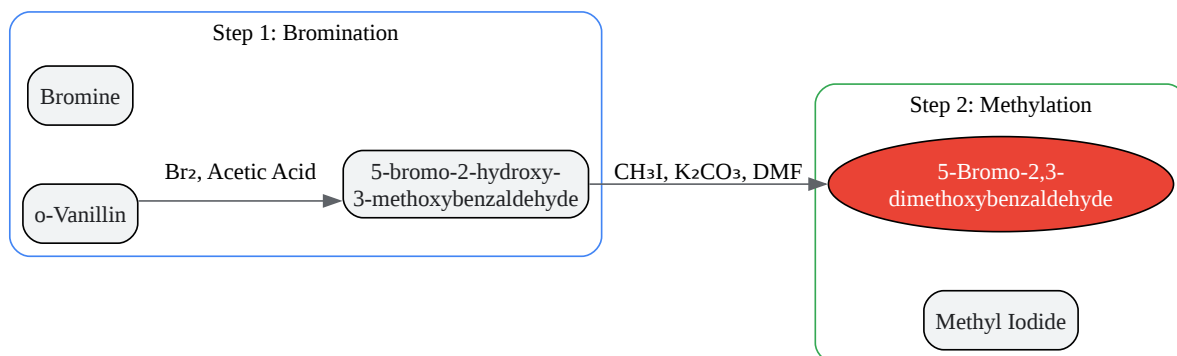 Step 1: Bromination
Bromine
o-Vanillin
Br₂, Acetic Acid
5-bromo-2-hydroxy-
3-methoxybenzaldehyde
CH₃I, K₂CO₃, DMF
Step 2: Methylation
5-Bromo-2,3-
dimethoxybenzaldehyde
Methyl Iodide